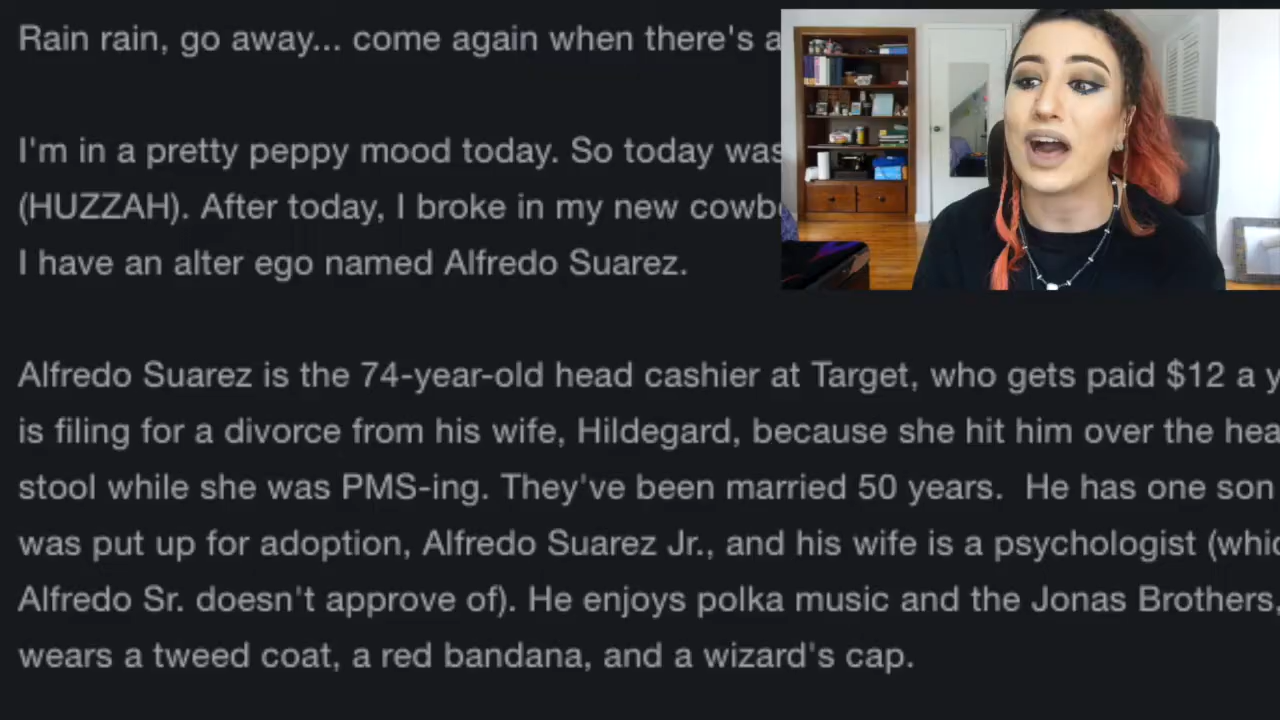 Rain rain, go away... come again when there's a
I'm in a pretty peppy mood today. So today was
(HUZZAH). After today, I broke in my new cowb
I have an alter ego named Alfredo Suarez.
Alfredo Suarez is the 74-year-old head cashier at Target, who gets paid $12 a y
is filing for a divorce from his wife, Hildegard, because she hit him over the hea
stool while she was PMS-ing. They've been married 50 years. He has one son
was put up for adoption, Alfredo Suarez Jr., and his wife is a psychologist (whic
Alfredo Sr. doesn't approve of). He enjoys polka music and the Jonas Brothers,
wears a tweed coat, a red bandana, and a wizard's cap.